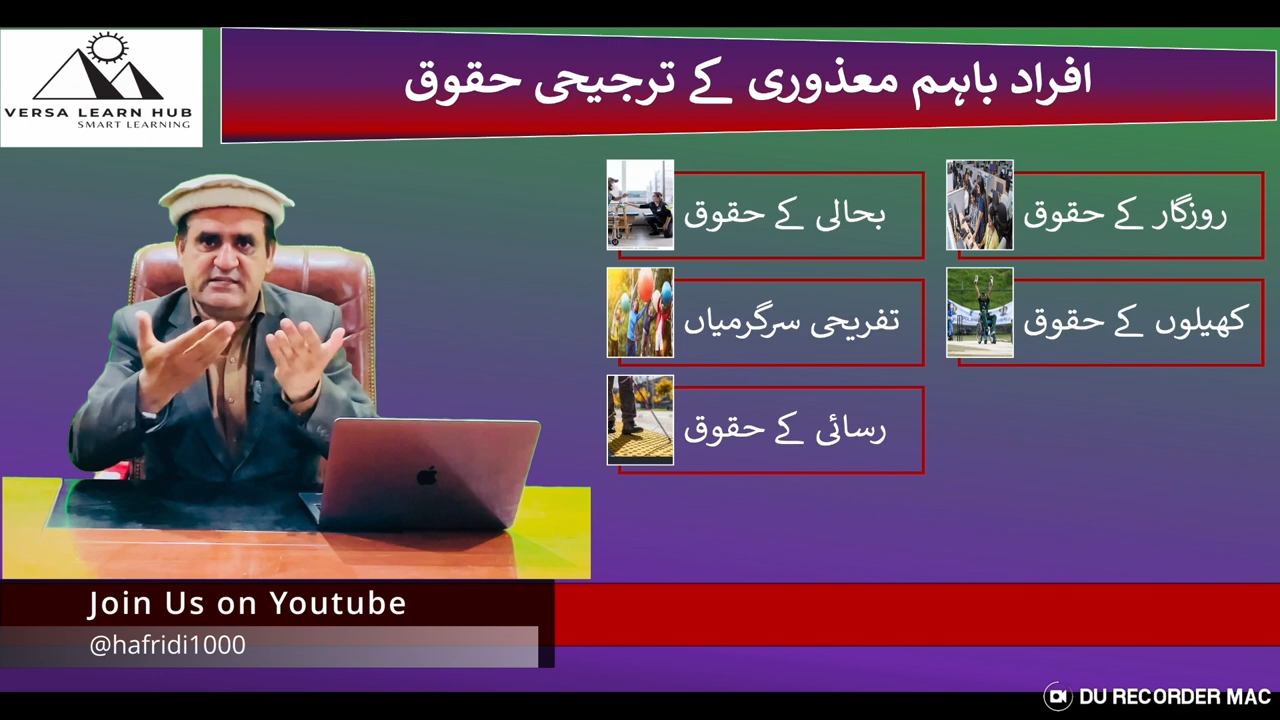 VERSA LEARN HUB
SMART LEARNING
افراد باہم معذوری کے ترجیحی حقوق
روزگار کے حقوق
بحالی کے حقوق
کھیلوں کے حقوق
تفریحی سرگرمیاں
رسائی کے حقوق
Join Us on Youtube
@hafridi1000
DU RECORDER MAC